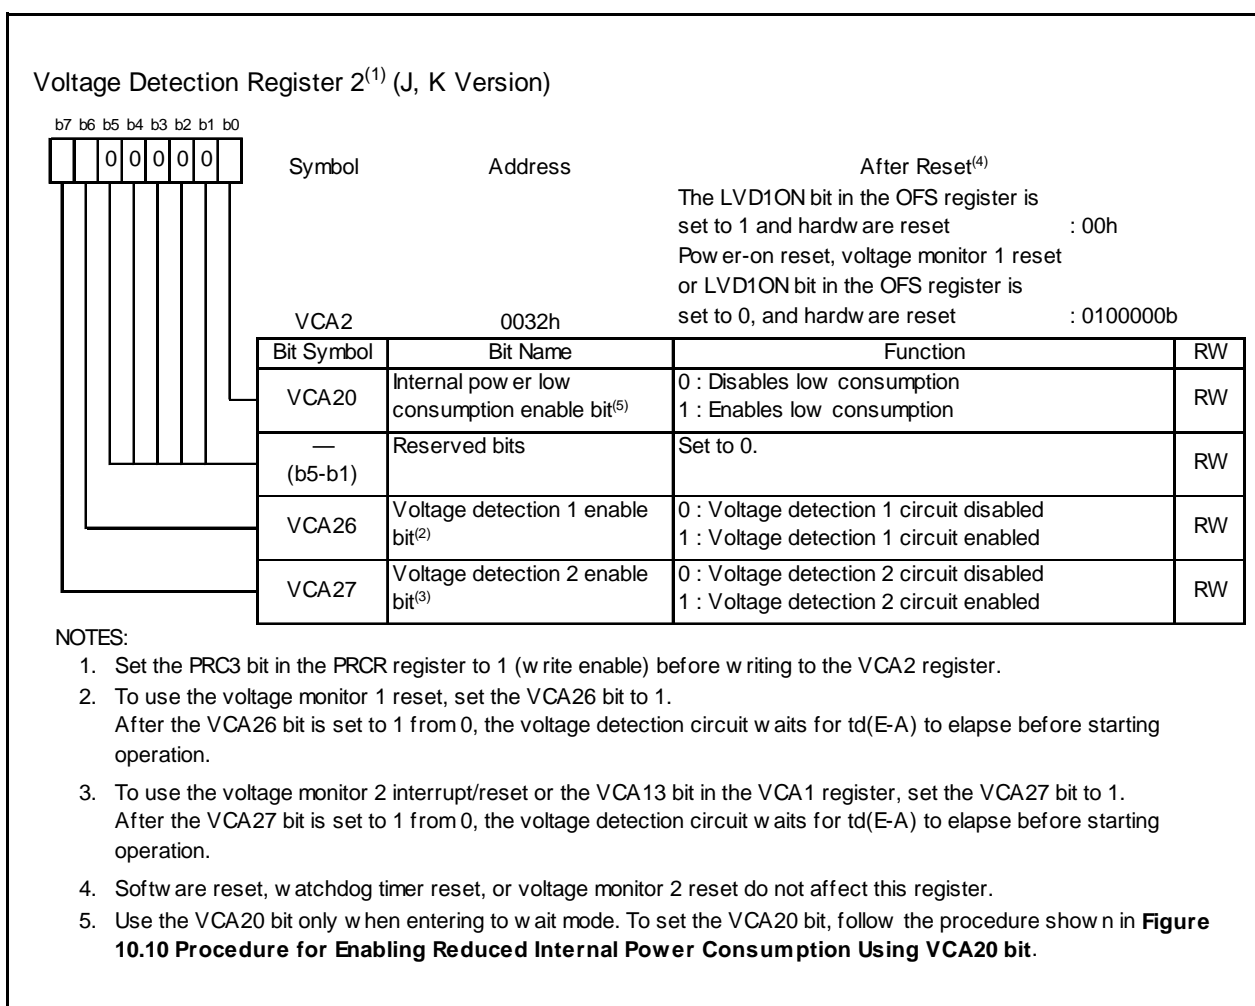 Voltage Detection Register 2(1) (J, K Version)
b7 b6 b5 b4 b3 b2 b1 b0
0 0 0 0 0
Symbol Address After Reset(4)
The LVD1ON bit in the OFS register is
set to 1 and hardware reset : 00h
Power-on reset, voltage monitor 1 reset
or LVD1ON bit in the OFS register is
VCA2 0032h set to 0, and hardware reset : 0100000b
Bit Symbol Bit Name Function RW
VCA20 Internal power low consumption enable bit(5) 0 : Disables low consumption RW
1 : Enables low consumption
— (b5-b1) Reserved bits Set to 0. RW
VCA26 Voltage detection 1 enable bit(2) 0 : Voltage detection 1 circuit disabled RW
1 : Voltage detection 1 circuit enabled
VCA27 Voltage detection 2 enable bit(3) 0 : Voltage detection 2 circuit disabled RW
1 : Voltage detection 2 circuit enabled
NOTES:
1. Set the PRC3 bit in the PRCR register to 1 (write enable) before writing to the VCA2 register.
2. To use the voltage monitor 1 reset, set the VCA26 bit to 1.
After the VCA26 bit is set to 1 from 0, the voltage detection circuit waits for td(E-A) to elapse before starting
operation.
3. To use the voltage monitor 2 interrupt/reset or the VCA13 bit in the VCA1 register, set the VCA27 bit to 1.
After the VCA27 bit is set to 1 from 0, the voltage detection circuit waits for td(E-A) to elapse before starting
operation.
4. Software reset, watchdog timer reset, or voltage monitor 2 reset do not affect this register.
5. Use the VCA20 bit only when entering to wait mode. To set the VCA20 bit, follow the procedure shown in Figure
10.10 Procedure for Enabling Reduced Internal Power Consumption Using VCA20 bit.